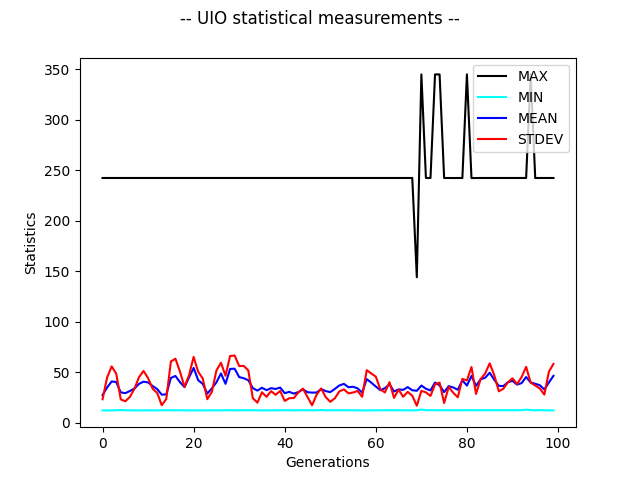 -- UIO statistical measurements --
350
300
250
200
150
100
50
0
Statistics
MAX
MIN
MEAN
STDEV
0 20 40 60 80 100
Generations